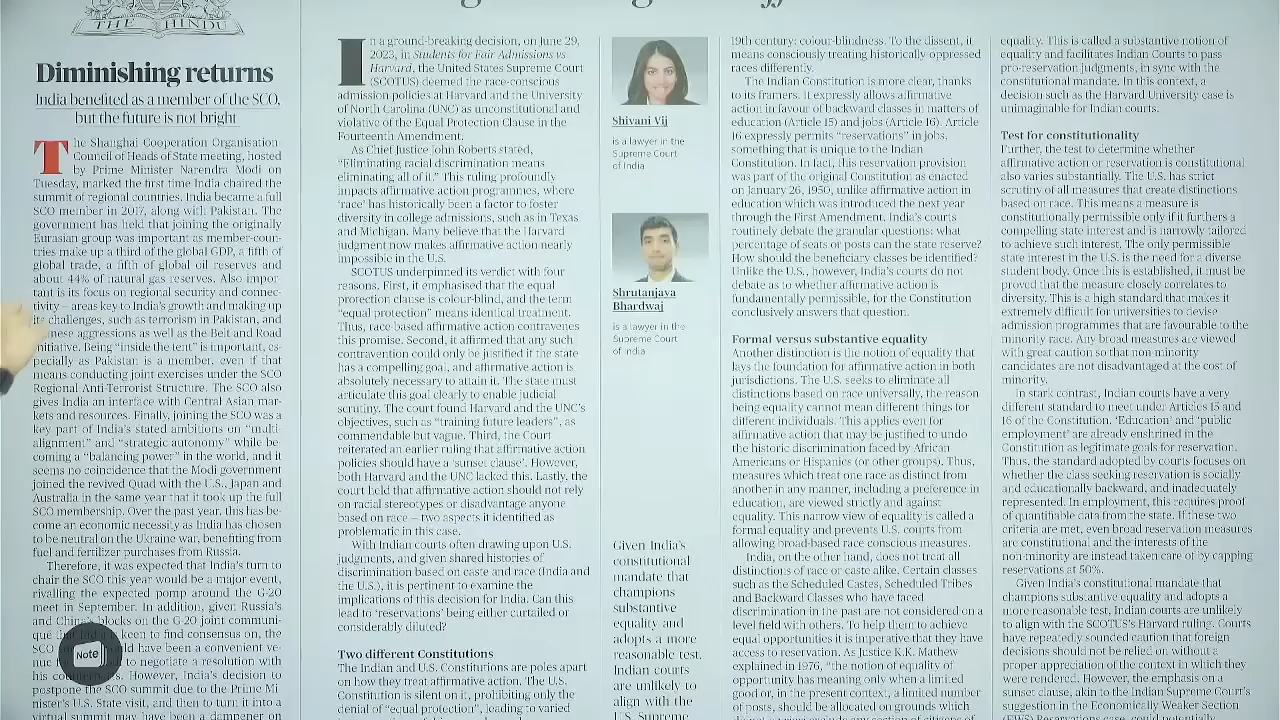 THE HINDU
Diminishing returns
India benefited as a member of the SCO,
but the future is not bright
The Shanghai Cooperation Organisation
Council of Heads of State meeting, hosted
by Prime Minister Narendra Modi on
Tuesday, marked the first time India chaired the
summit of regional countries. India became a full
SCO member in 2017, along with Pakistan. The
government has held that joining the originally
Eurasian group was important as member-coun-
tries make up a third of the global GDP, a fifth of
global trade, a fifth of global oil reserves and
about 44% of natural gas reserves. Also impor-
tant is its focus on regional security and connec-
tivity — areas key to India's growth and making up
its challenges, such as terrorism in Pakistan, and
aggressions as well as the Belt and Road
Being "inside the tent" is important, es-
pecially as Pakistan is a member, even if that
means conducting joint exercises under the SCO
Regional Anti-Terrorist Structure. The SCO also
gives India an interface with Central Asian mar-
kets and resources. Finally, joining the SCO was a
key part of India's stated ambitions on "multi-
alignment" and "strategic autonomy" while be-
coming a "balancing power" in the world, and it
seems no coincidence that the Modi government
joined the revived Quad with the U.S., Japan and
Australia in the same year that it took up the full
SCO membership. Over the past year, this has be-
come an economic necessity as India has chosen
to be neutral on the Ukraine war, benefiting from
fuel and fertilizer purchases from Russia.
Therefore, it was expected that India's turn to
chair the SCO this year would be a major event,
rivalling the expected pomp around the G-20
meet in September. In addition, given Russia's
and China's blocks on the G-20 joint communi-
que keen to find consensus on, the
SCO have been a convenient ve-
nue to negotiate a resolution with
his However, India's decision to
postpone the SCO summit due to the Prime Mi-
nister's U.S. State visit, and then to turn it into a
virtual summit may have been a dampener on
Note
In a ground-breaking decision, on June 29,
2023, in Students for Fair Admissions vs
Harvard, the United States Supreme Court
(SCOTUS) deemed the race-conscious
admission policies at Harvard and the University
of North Carolina (UNC) as unconstitutional and
violative of the Equal Protection Clause in the
Fourteenth Amendment.
As Chief Justice John Roberts stated,
"Eliminating racial discrimination means
eliminating all of it." This ruling profoundly
impacts affirmative action programmes, where
'race' has historically been a factor to foster
diversity in college admissions, such as in Texas
and Michigan. Many believe that the Harvard
judgment now makes affirmative action nearly
impossible in the U.S.
SCOTUS underpinned its verdict with four
reasons. First, it emphasised that the equal
protection clause is colour-blind, and the term
"equal protection" means identical treatment.
Thus, race-based affirmative action contravenes
this promise. Second, it affirmed that any such
contravention could only be justified if the state
has a compelling goal, and affirmative action is
absolutely necessary to attain it. The state must
articulate this goal clearly to enable judicial
scrutiny. The court found Harvard and the UNC's
objectives, such as "training future leaders", as
commendable but vague. Third, the Court
reiterated an earlier ruling that affirmative action
policies should have a 'sunset clause'. However,
both Harvard and the UNC lacked this. Lastly, the
court held that affirmative action should not rely
on racial stereotypes or disadvantage anyone
based on race — two aspects it identified as
problematic in this case.
With Indian courts often drawing upon U.S.
judgments, and given shared histories of
discrimination based on caste and race (India and
the U.S.), it is pertinent to examine the
implications of this decision for India. Can this
lead to 'reservations' being either curtailed or
considerably diluted?
Two different Constitutions
The Indian and U.S. Constitutions are poles apart
on how they treat affirmative action. The U.S.
Constitution is silent on it, prohibiting only the
denial of "equal protection", leading to varied
Shivani Vij
is a lawyer in the
Supreme Court
of India
Shrutanjaya
Bhardwaj
is a lawyer in the
Supreme Court
of India
Given India's
constitutional
mandate that
champions
substantive
equality and
adopts a more
reasonable test,
Indian courts
are unlikely to
align with the
U.S. Supreme
19th century: colour-blindness. To the dissent, it
means consciously treating historically-oppressed
races differently.
The Indian Constitution is more clear, thanks
to its framers. It expressly allows affirmative
action in favour of backward classes in matters of
education (Article 15) and jobs (Article 16). Article
16 expressly permits "reservations" in jobs,
something that is unique to the Indian
Constitution. In fact, this reservation provision
was part of the original Constitution as enacted
on January 26, 1950, unlike affirmative action in
education which was introduced the next year
through the First Amendment. India's courts
routinely debate the granular questions: what
percentage of seats or posts can the state reserve?
How should the beneficiary classes be identified?
Unlike the U.S., however, India's courts do not
debate as to whether affirmative action is
fundamentally permissible, for the Constitution
conclusively answers that question.
Formal versus substantive equality
Another distinction is the notion of equality that
lays the foundation for affirmative action in both
jurisdictions. The U.S. seeks to eliminate all
distinctions based on race universally, the reason
being equality cannot mean different things for
different individuals. This applies even for
affirmative action that may be justified to undo
the historic discrimination faced by African
Americans or Hispanics (or other groups). Thus,
measures which treat one race as distinct from
another in any manner, including a preference in
education, are viewed strictly and against
equality. This narrow view of equality is called a
formal equality and precludes U.S. courts from
allowing broad-based race conscious measures.
India, on the other hand, does not treat all
distinctions of race or caste alike. Certain classes
such as the Scheduled Castes, Scheduled Tribes
and Backward Classes who have faced
discrimination in the past are not considered on a
level field with others. To help them to achieve
equal opportunities it is imperative that they have
access to reservation. As Justice K.K. Mathew
explained in 1976, "the notion of equality of
opportunity has meaning only when a limited
good or, in the present context, a limited number
of posts, should be allocated on grounds which
equality. This is called a substantive notion of
equality and facilitates Indian Courts to pass
pro-reservation judgments, in sync with the
constitutional mandate. In this context, a
decision such as the Harvard University case is
unimaginable for Indian courts.
Test for constitutionality
Further, the test to determine whether
affirmative action or reservation is constitutional
also varies substantially. The U.S. has strict
scrutiny of all measures that create distinctions
based on race. This means a measure is
constitutionally permissible only if it furthers a
compelling state interest and is narrowly tailored
to achieve such interest. The only permissible
state interest in the U.S. is the need for a diverse
student body. Once this is established, it must be
proved that the measure closely correlates to
diversity. This is a high standard that makes it
extremely difficult for universities to devise
admission programmes that are favourable to the
minority race. Any broad measures are viewed
with great caution so that non-minority
candidates are not disadvantaged at the cost of
minority.
In stark contrast, Indian courts have a very
different standard to meet under Articles 15 and
16 of the Constitution. 'Education' and 'public
employment' are already enshrined in the
Constitution as legitimate goals for reservation.
Thus, the standard adopted by courts focuses on
whether the class seeking reservation is socially
and educationally backward, and inadequately
represented. In employment, this requires proof
of quantifiable data from the state. If these two
criteria are met, even broad reservation measures
are constitutional and the interests of the
non-minority are instead taken care of by capping
reservations at 50%.
Given India's constitutional mandate that
champions substantive equality and adopts a
more reasonable test, Indian courts are unlikely
to align with the SCOTUS's Harvard ruling. Courts
have repeatedly sounded caution that foreign
decisions should not be relied on without a
proper appreciation of the context in which they
were rendered. However, the emphasis on a
sunset clause, akin to the Indian Supreme Court's
suggestion in the Economically Weaker Section